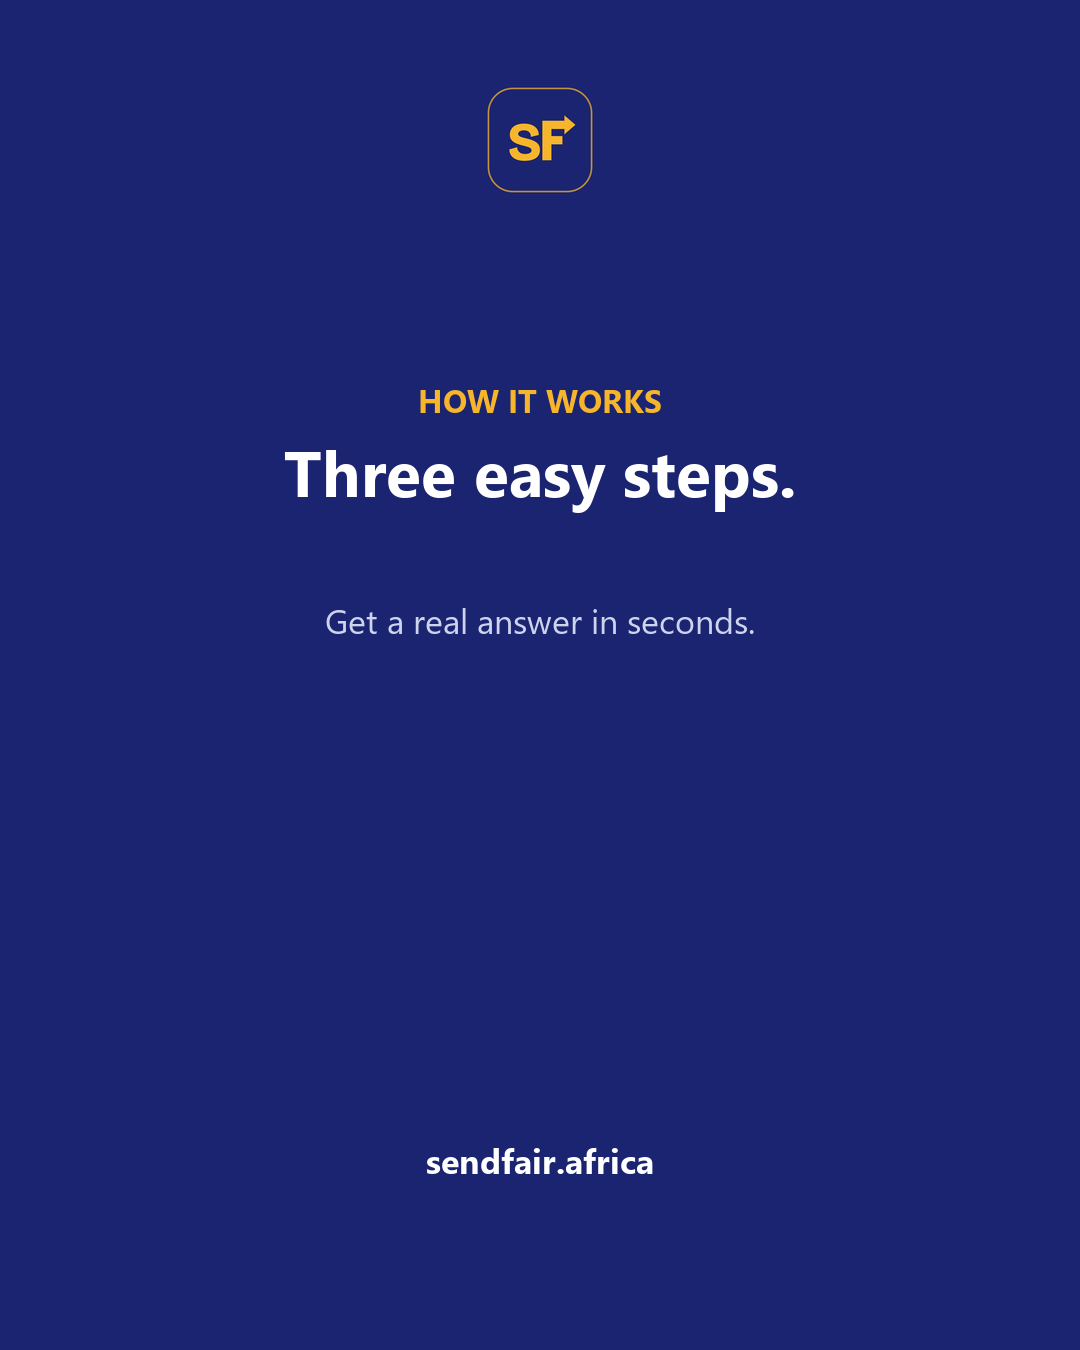 SF
HOW IT WORKS
Three easy steps.
Get a real answer in seconds.
sendfair.africa